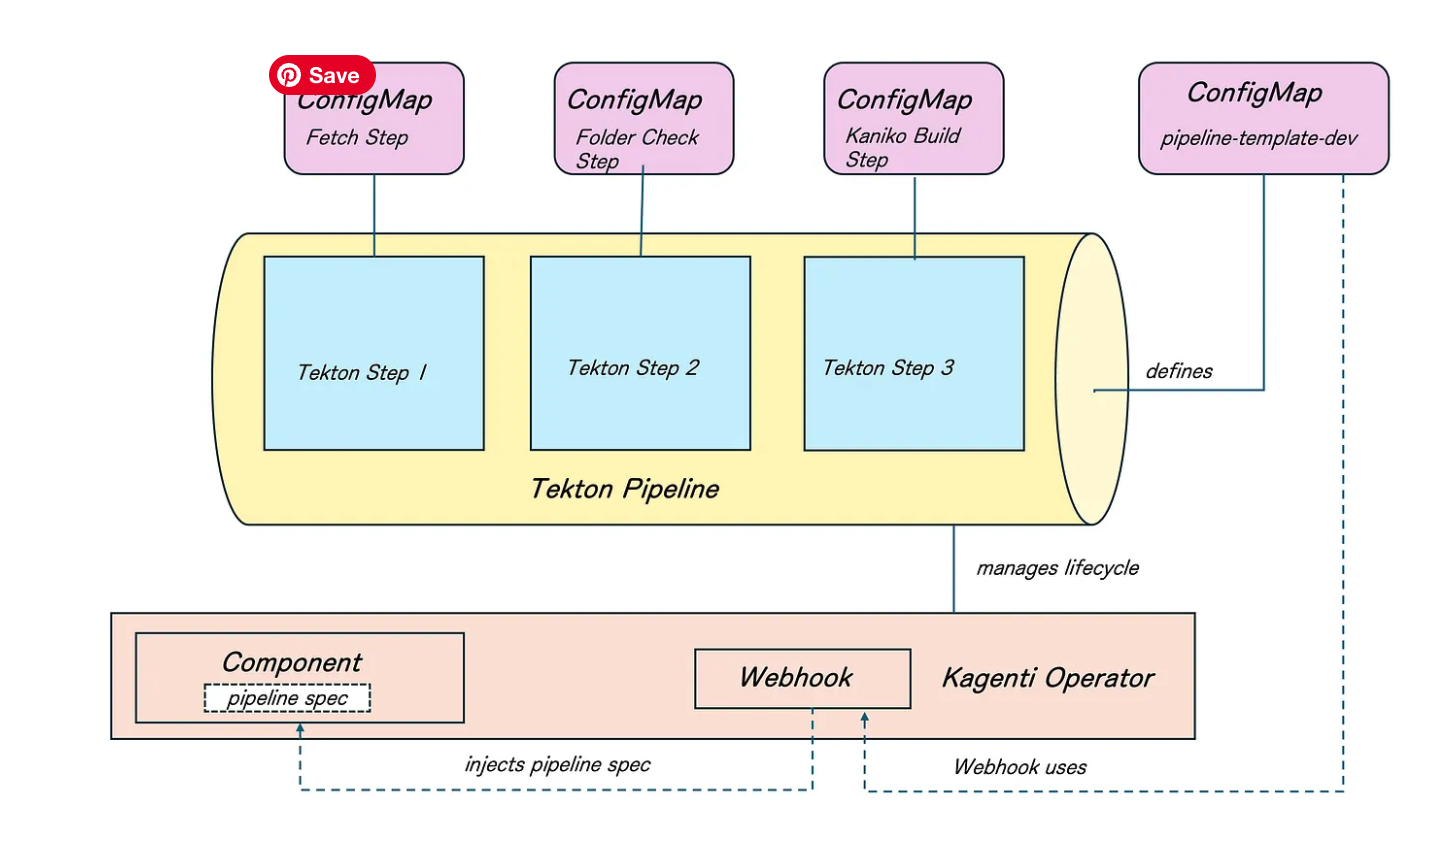 Save
ConfigMap
Fetch Step
ConfigMap
Folder Check
Step
ConfigMap
Kaniko Build
Step
ConfigMap
pipeline-template-dev
Tekton Step 1
Tekton Step 2
Tekton Step 3
defines
Tekton Pipeline
manages lifecycle
Component
pipeline spec
Webhook
Kagenti Operator
injects pipeline spec
Webhook uses